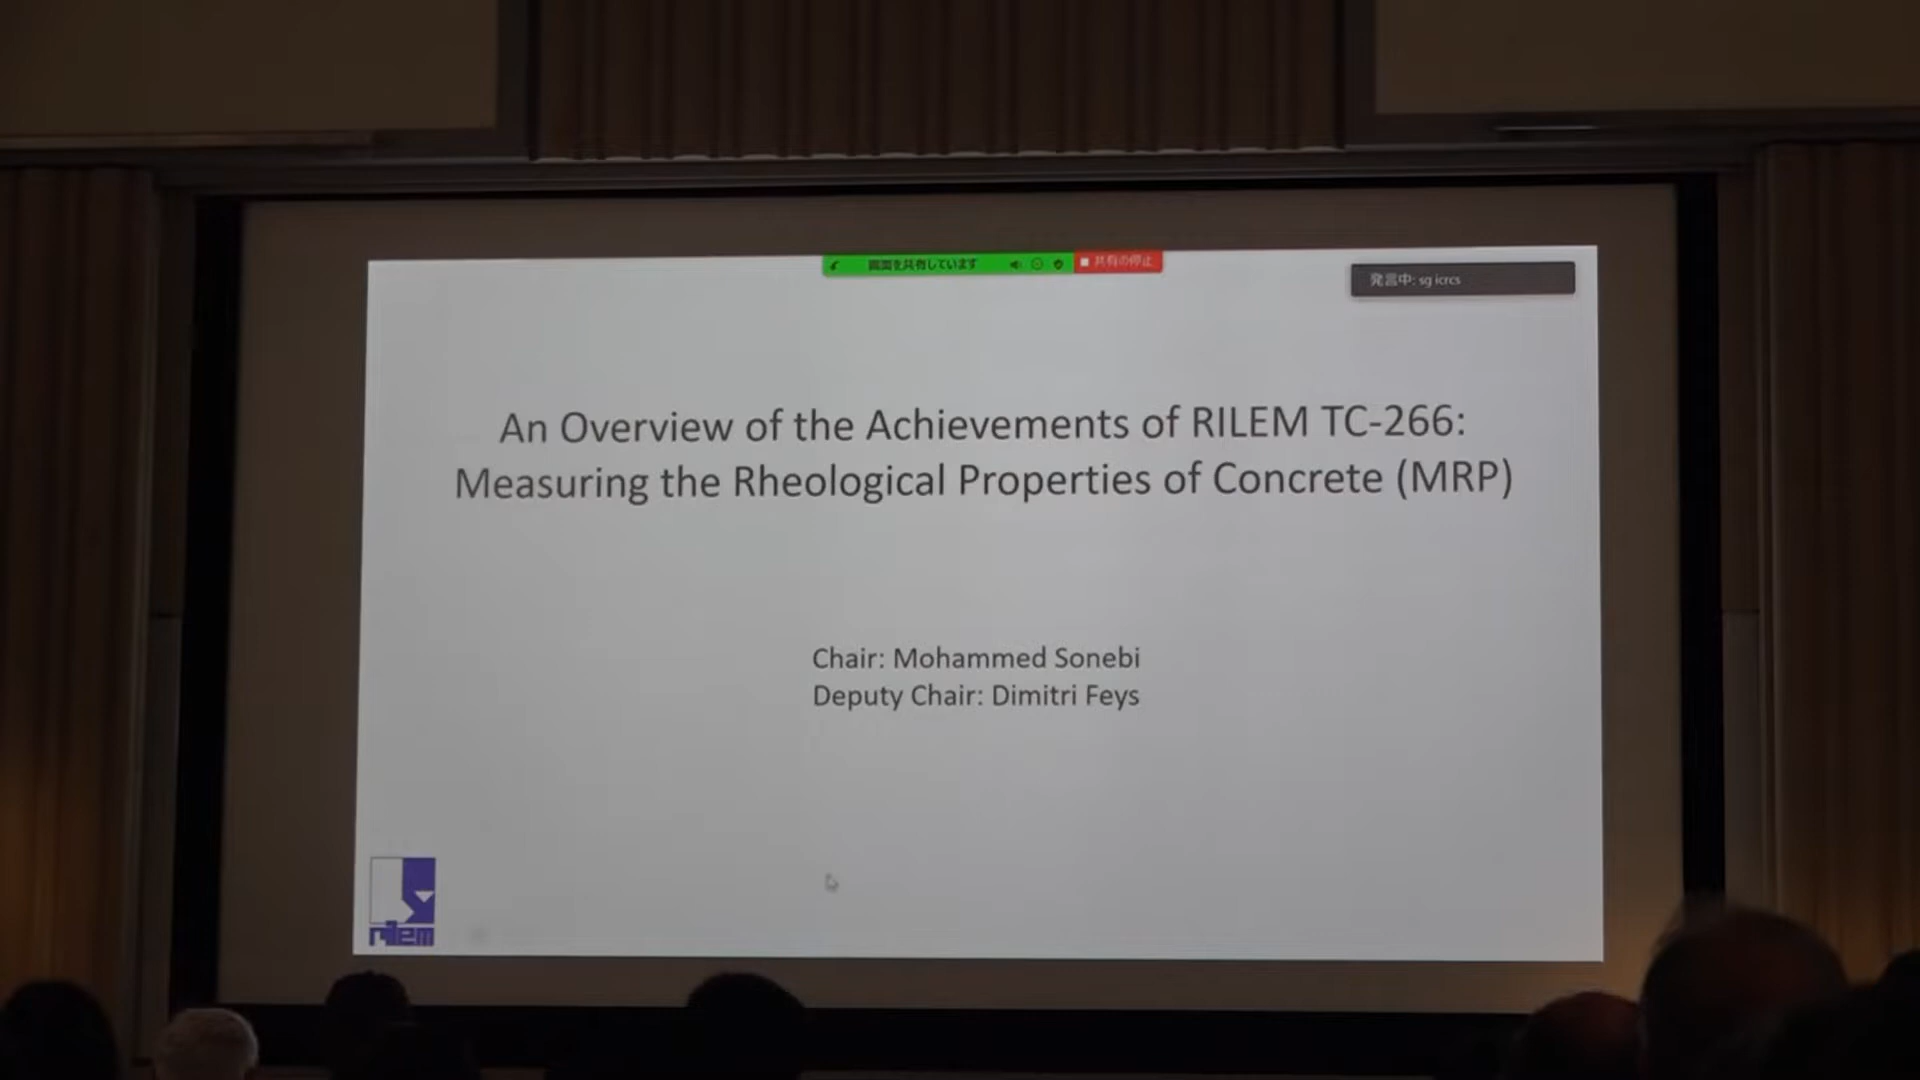 画面を共有しています
共有の停止
発言中: sg icrcs
An Overview of the Achievements of RILEM TC-266:
Measuring the Rheological Properties of Concrete (MRP)
Chair: Mohammed Sonebi
Deputy Chair: Dimitri Feys
rilem